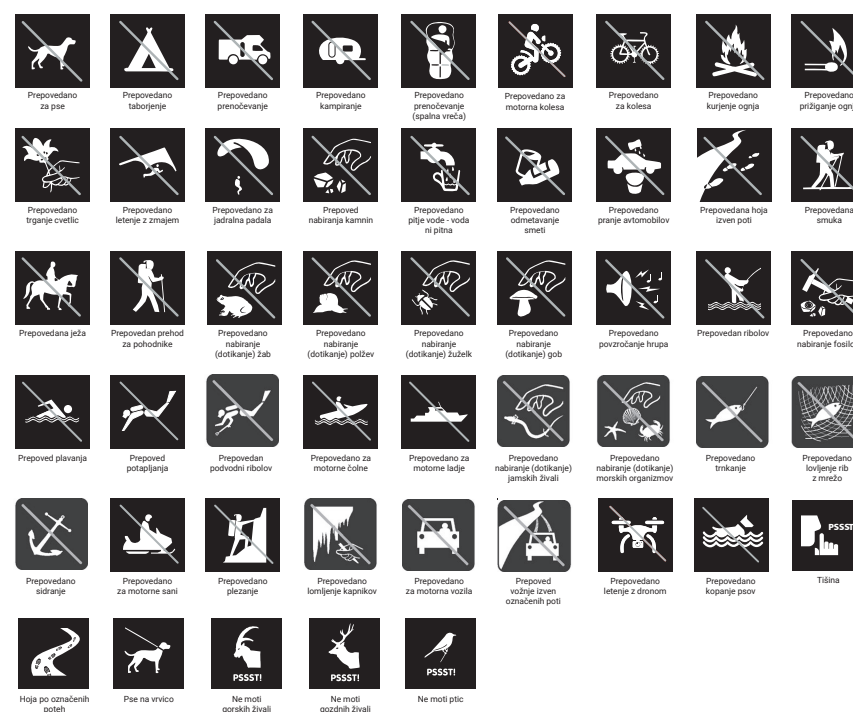 Prepovedano
za pse
Prepovedano
taborjenje
Prepovedano
prenočevanje
Prepovedano
kampiranje
Prepovedano
prenočevanje
(spalna vreča)
Prepovedano za
motorna kolesa
Prepovedano
za kolesa
Prepovedano
kurjenje ognja
Prepovedano
prižiganje ognj
Prepovedano
trganje cvetlic
Prepovedano
letenje z zmajem
Prepovedano za
jadralna padala
Prepoved
nabiranja kamnin
Prepovedano
pitje vode - voda
ni pitna
Prepovedano
odmetavanje
smeti
Prepovedano
pranje avtomobilov
Prepovedana hoja
izven poti
Prepovedana
smuka
Prepovedana ježa
Prepovedan prehod
za pohodnike
Prepovedano
nabiranje
(dotikanje) žab
Prepovedano
nabiranje
(dotikanje) polžev
Prepovedano
nabiranje
(dotikanje) žuželk
Prepovedano
nabiranje
(dotikanje) gob
Prepovedano
povzročanje hrupa
Prepovedan ribolov
Prepovedano
nabiranje fosilo
Prepoved plavanja
Prepoved
potapljanja
Prepovedan
podvodni ribolov
Prepovedano za
motorne čolne
Prepovedano za
motorne ladje
Prepovedano
nabiranje (dotikanje)
jamskih živali
Prepovedano
nabiranje (dotikanje)
morskih organizmov
Prepovedano
trnkanje
Prepovedano
lovljenje rib
z mrežo
Prepovedano
sidranje
Prepovedano
za motorne sani
Prepovedano
plezanje
Prepovedano
lomljenje kapnikov
Prepovedano
za motorna vozila
Prepoved
vožnje izven
označenih poti
Prepovedano
letenje z dronom
Prepovedano
kopanje psov
PSSST
Tišina
Hoja po označenih
poteh
Pse na vrvico
PSSST!
Ne moti
gorskih živali
PSSST!
Ne moti
gozdnih živali
PSSST!
Ne moti ptic